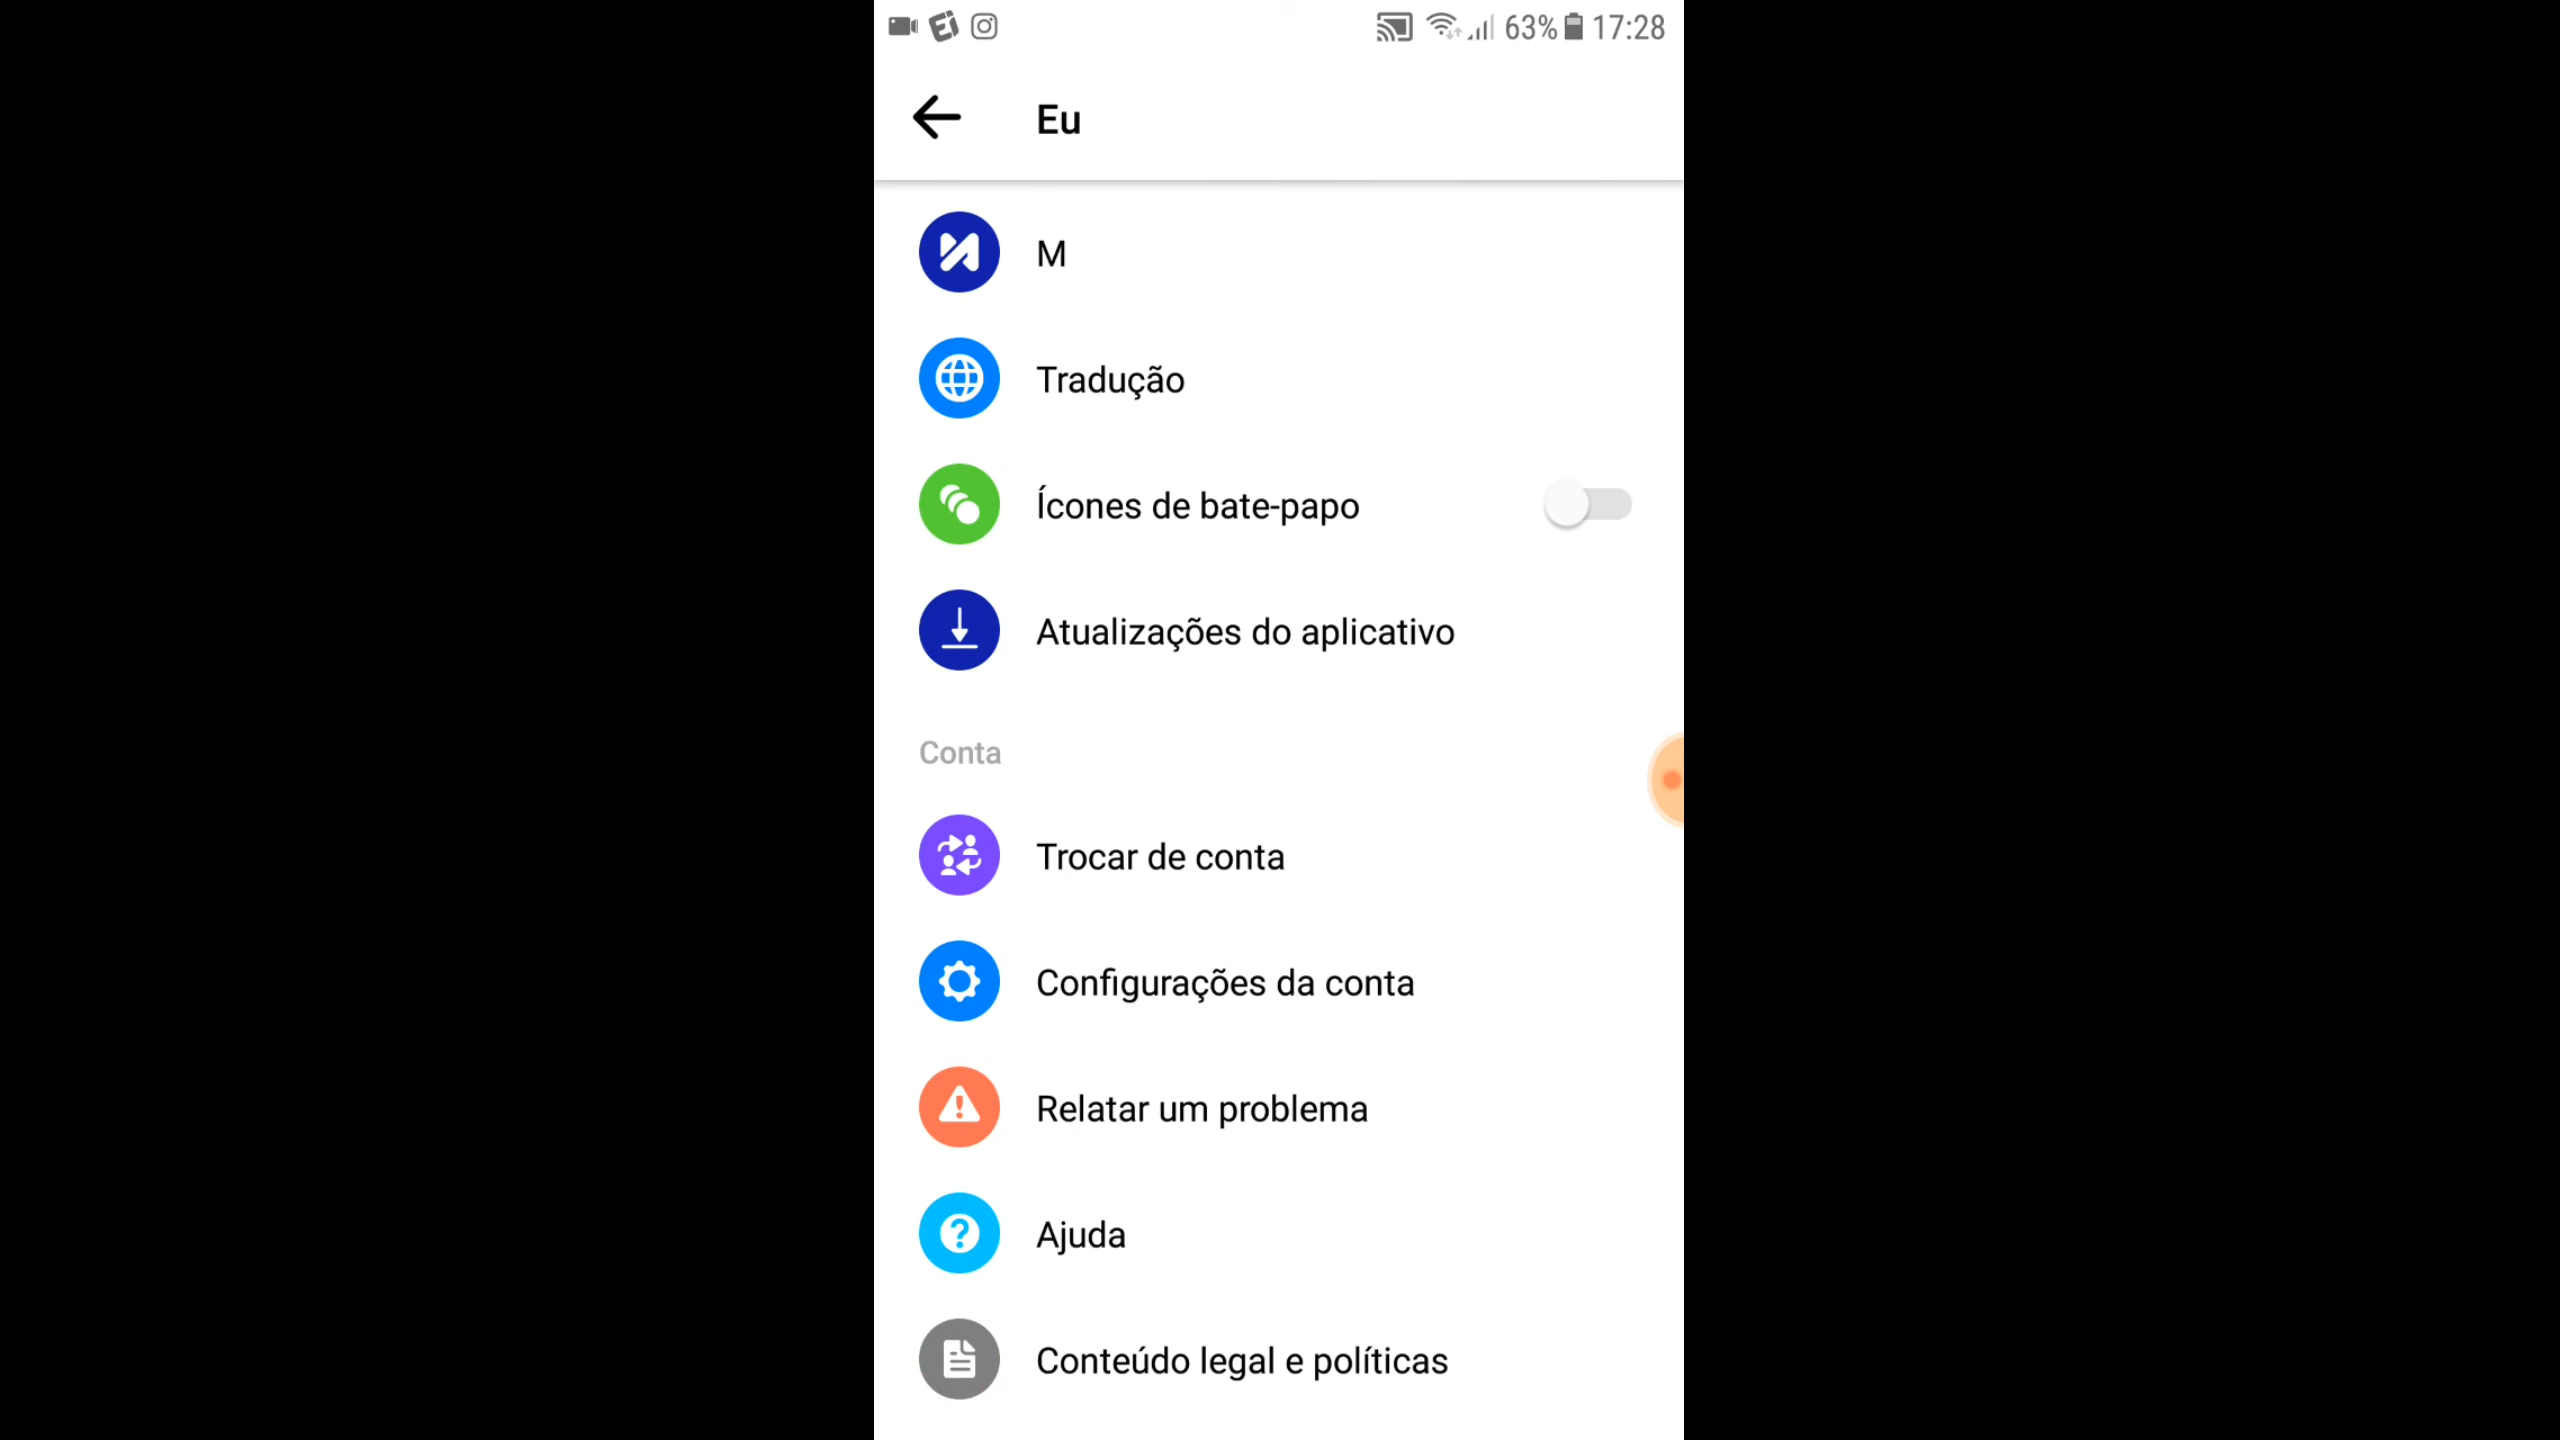 63% 17:28
Eu
M
Tradução
Ícones de bate-papo
Atualizações do aplicativo
Conta
Trocar de conta
Configurações da conta
Relatar um problema
Ajuda
Conteúdo legal e políticas